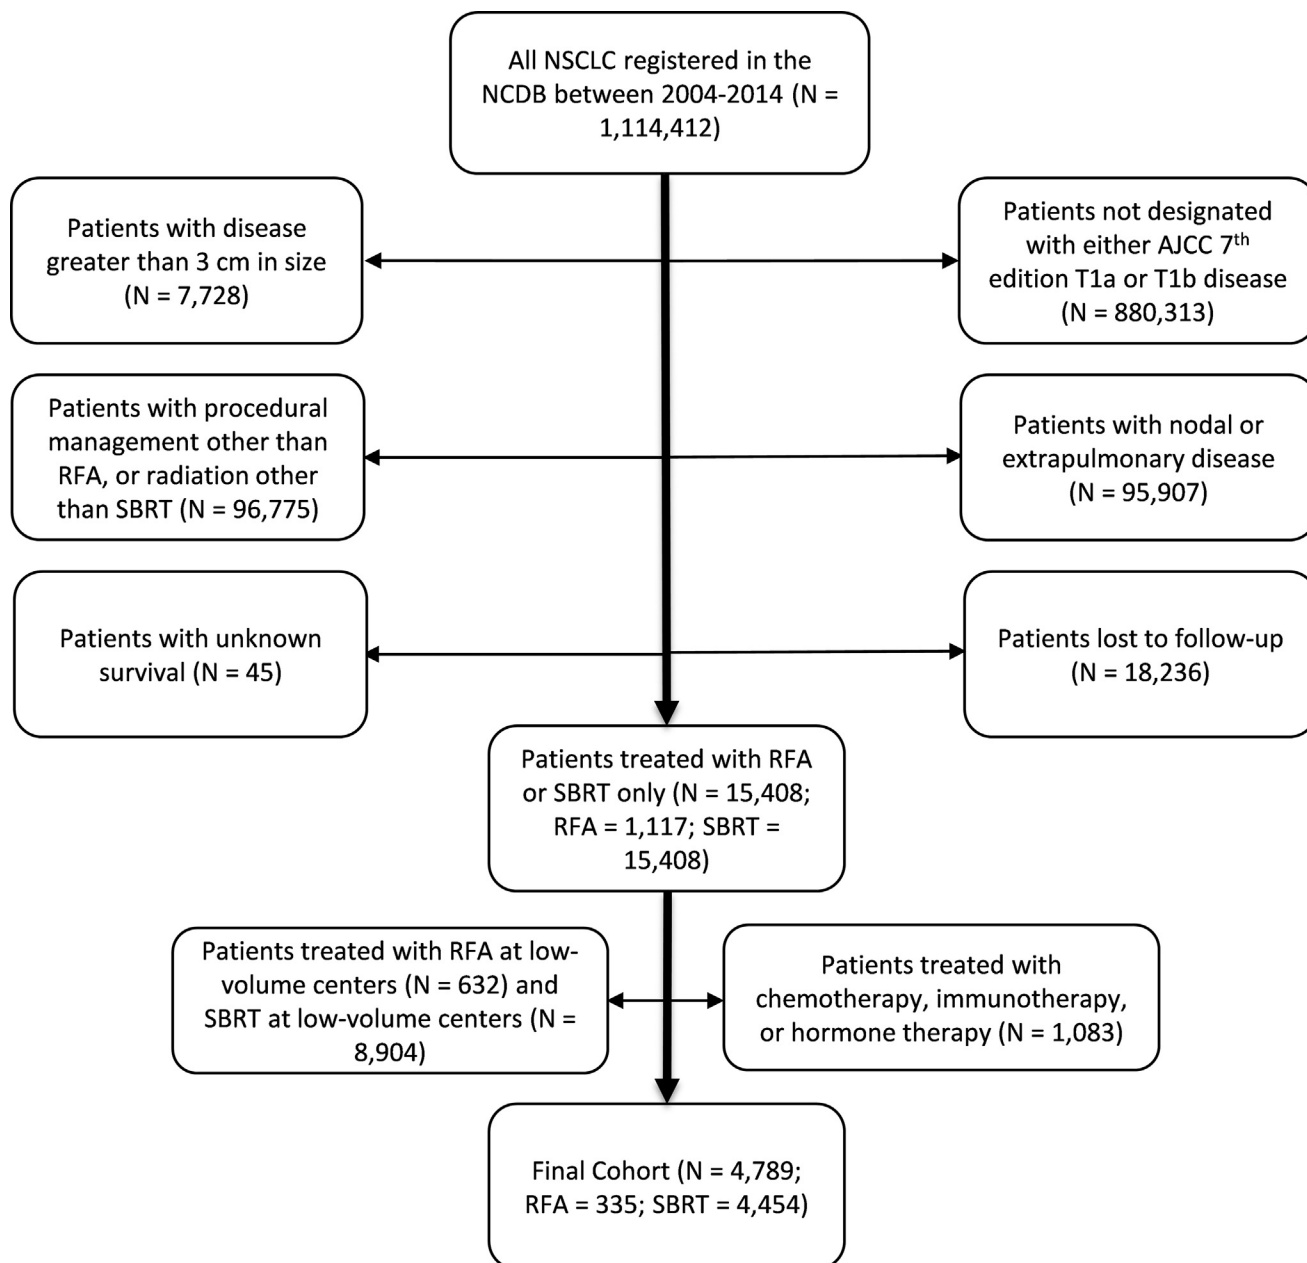 All NSCLC registered in the
NCDB between 2004-2014 (N =
1,114,412)
Patients with disease
greater than 3 cm in size
(N = 7,728)
Patients not designated
with either AJCC 7th
edition T1a or T1b disease
(N = 880,313)
Patients with procedural
management other than
RFA, or radiation other
than SBRT (N = 96,775)
Patients with nodal or
extrapulmonary disease
(N = 95,907)
Patients with unknown
survival (N = 45)
Patients lost to follow-up
(N = 18,236)
Patients treated with RFA
or SBRT only (N = 15,408;
RFA = 1,117; SBRT =
15,408)
Patients treated with RFA at low-
volume centers (N = 632) and
SBRT at low-volume centers (N =
8,904)
Patients treated with
chemotherapy, immunotherapy,
or hormone therapy (N = 1,083)
Final Cohort (N = 4,789;
RFA = 335; SBRT = 4,454)